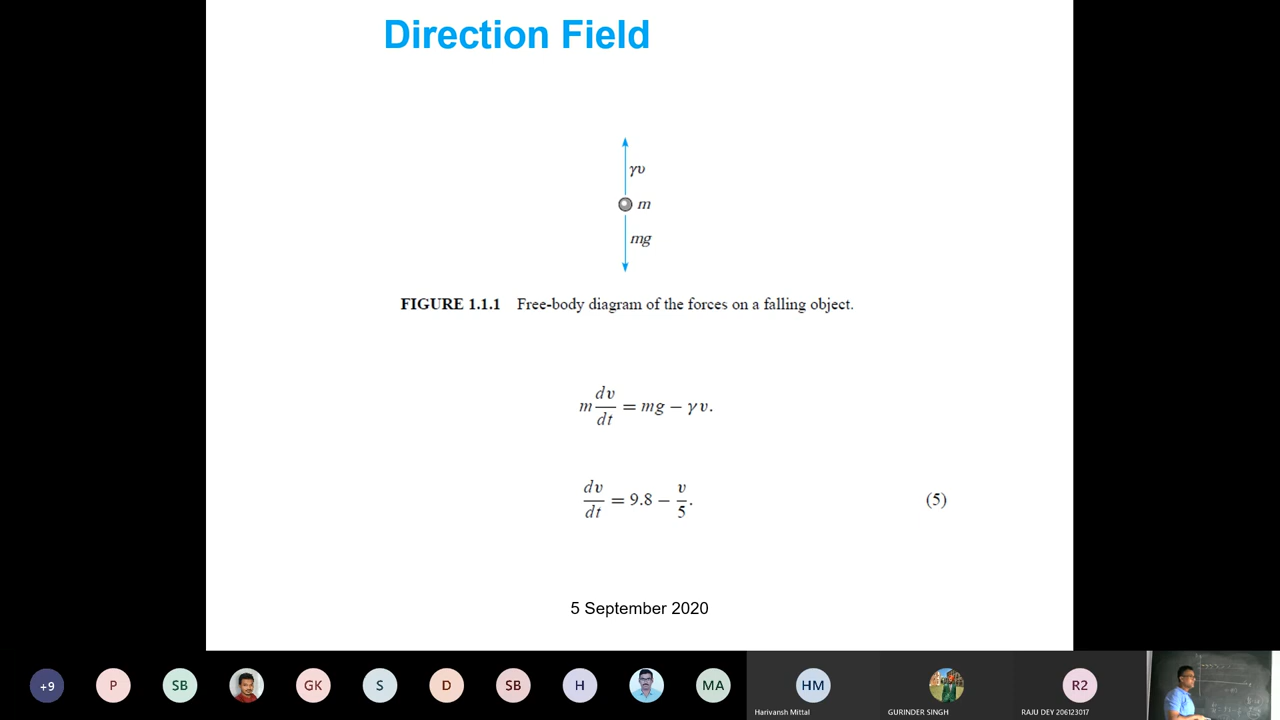 Direction Field
γυ
m
mg
FIGURE 1.1.1 Free-body diagram of the forces on a falling object.
m dv/dt = mg − γυ.
dv/dt = 9.8 − v/5. (5)
5 September 2020
+9 P SB GK S D SB H MA HM R2
Harivansh Mittal GURINDER SINGH RAJU DEY 206123017